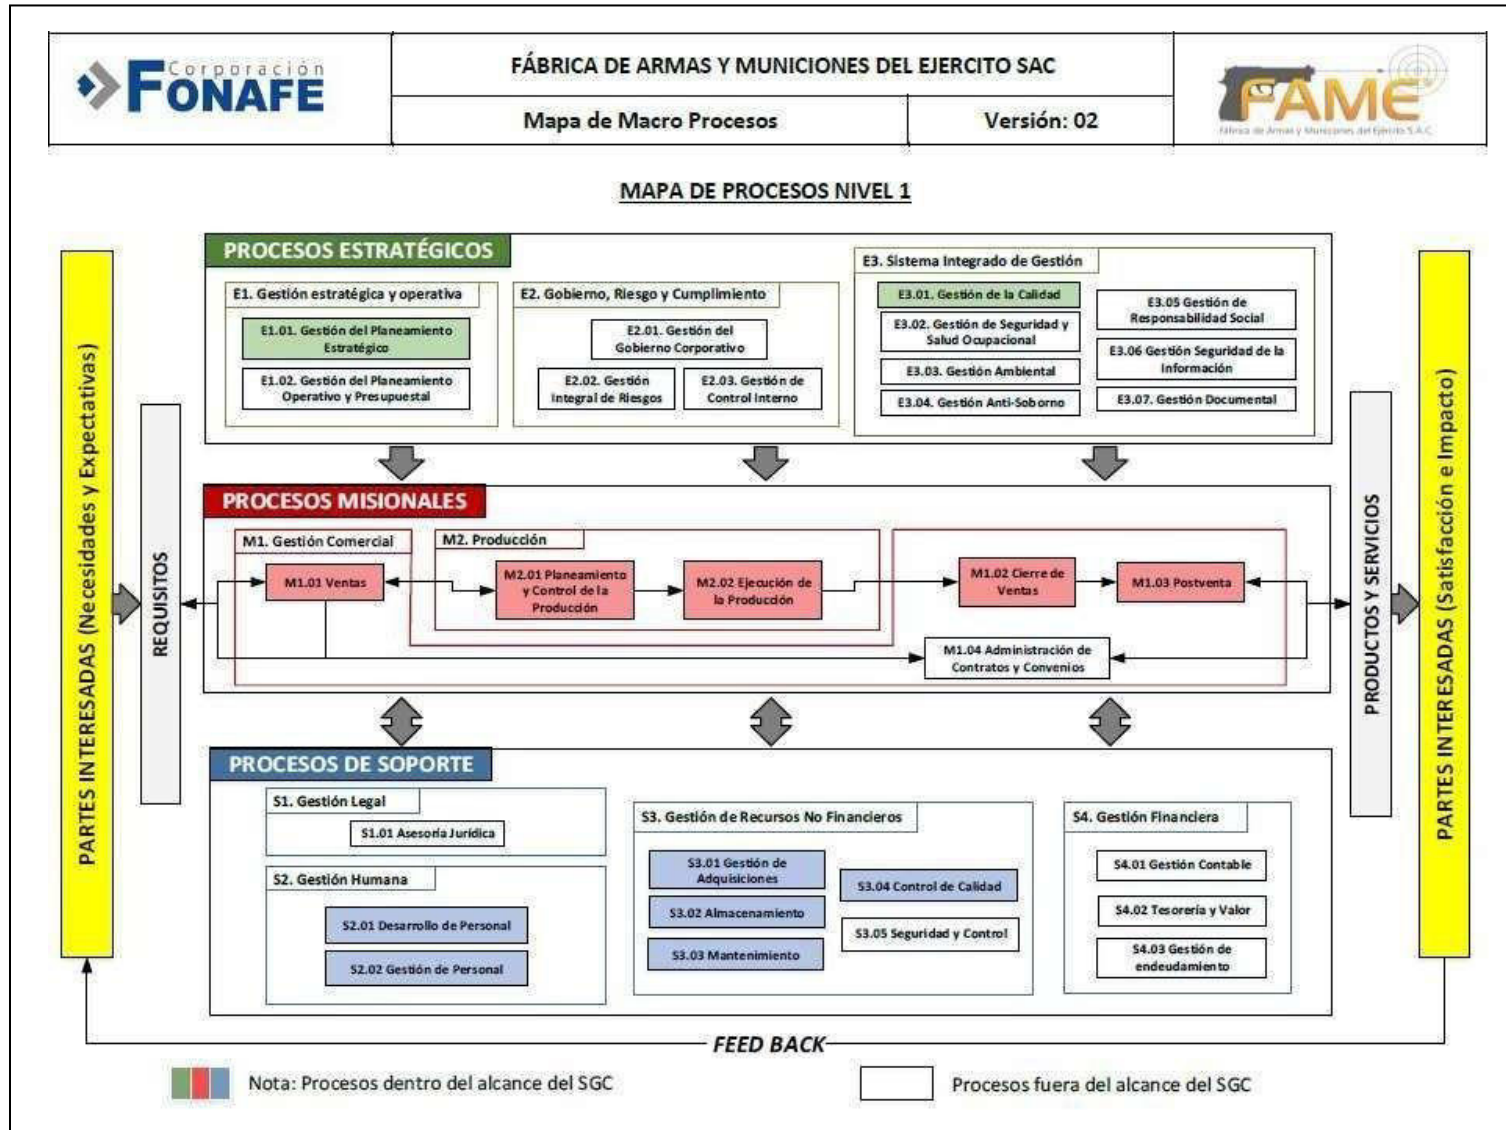 Corporación
FONAFE
FÁBRICA DE ARMAS Y MUNICIONES DEL EJERCITO SAC
Mapa de Macro Procesos
Versión: 02
FAME
Fábrica de Armas y Municiones del Ejército S.A.C.
MAPA DE PROCESOS NIVEL 1
PARTES INTERESADAS (Necesidades y Expectativas)
REQUISITOS
PROCESOS ESTRATÉGICOS
E1. Gestión estratégica y operativa
E1.01. Gestión del Planeamiento
Estratégico
E1.02. Gestión del Planeamiento
Operativo y Presupuestal
E2. Gobierno, Riesgo y Cumplimiento
E2.01. Gestión del
Gobierno Corporativo
E2.02. Gestión
Integral de Riesgos
E2.03. Gestión de
Control Interno
E3. Sistema Integrado de Gestión
E3.01. Gestión de la Calidad
E3.02. Gestión de Seguridad y
Salud Ocupacional
E3.03. Gestión Ambiental
E3.04. Gestión Anti-Soborno
E3.05 Gestión de
Responsabilidad Social
E3.06 Gestión Seguridad de la
Información
E3.07. Gestión Documental
PROCESOS MISIONALES
M1. Gestión Comercial
M1.01 Ventas
M2. Producción
M2.01 Planeamiento
y Control de la
Producción
M2.02 Ejecución de
la Producción
M1.02 Cierre de
Ventas
M1.03 Postventa
M1.04 Administración de
Contratos y Convenios
PROCESOS DE SOPORTE
S1. Gestión Legal
S1.01 Asesoría Jurídica
S2. Gestión Humana
S2.01 Desarrollo de Personal
S2.02 Gestión de Personal
S3. Gestión de Recursos No Financieros
S3.01 Gestión de
Adquisiciones
S3.02 Almacenamiento
S3.03 Mantenimiento
S3.04 Control de Calidad
S3.05 Seguridad y Control
S4. Gestión Financiera
S4.01 Gestión Contable
S4.02 Tesorería y Valor
S4.03 Gestión de
endeudamiento
PRODUCTOS Y SERVICIOS
PARTES INTERESADAS (Satisfacción e Impacto)
FEED BACK
Nota: Procesos dentro del alcance del SGC
Procesos fuera del alcance del SGC